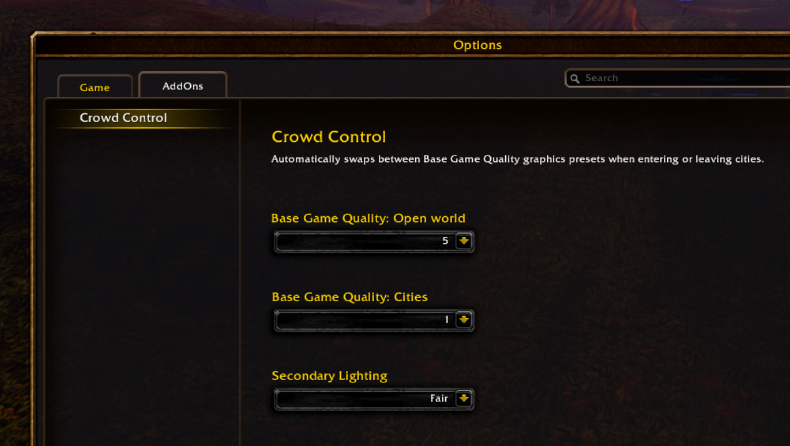 Options
Game
AddOns
Search
Crowd Control
Crowd Control
Automatically swaps between Base Game Quality graphics presets when entering or leaving cities.
Base Game Quality: Open world
5
Base Game Quality: Cities
1
Secondary Lighting
Fair